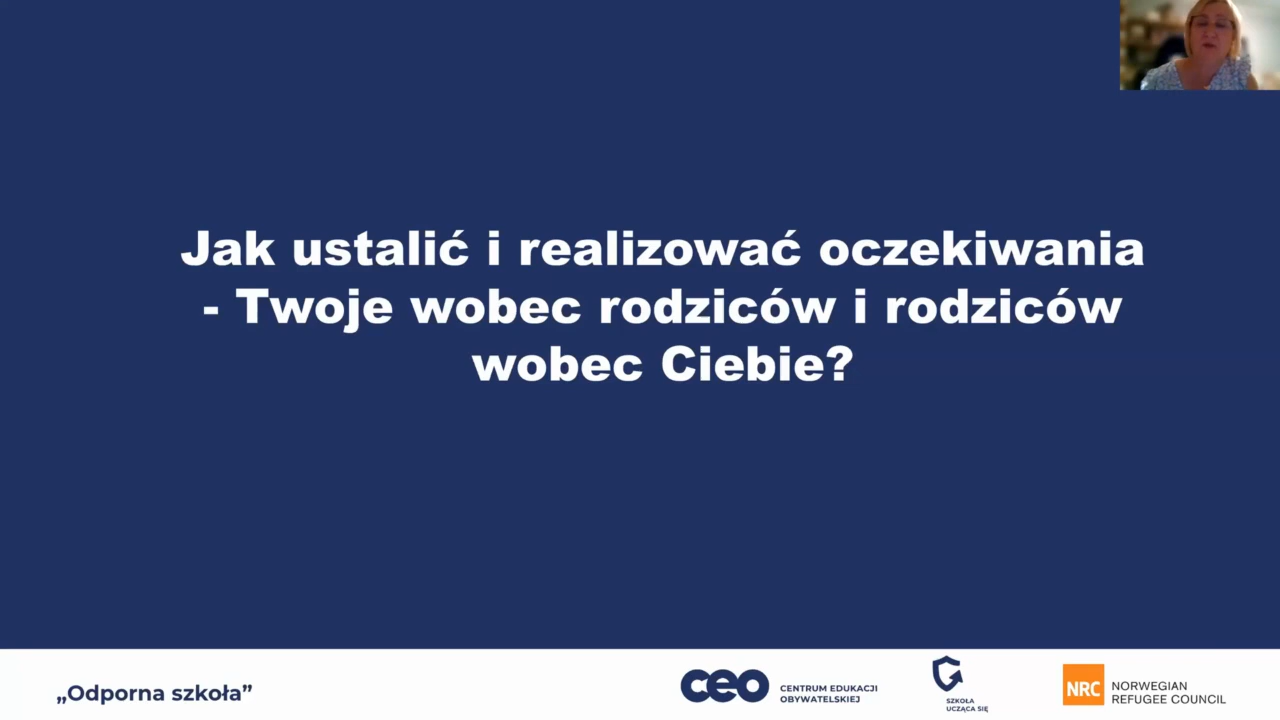 Jak ustalić i realizować oczekiwania
- Twoje wobec rodziców i rodziców
wobec Ciebie?
„Odporna szkoła”
ceo
CENTRUM EDUKACJI
OBYWATELSKIEJ
SZKOŁA
UCZĄCA SIĘ
NRC
NORWEGIAN
REFUGEE COUNCIL